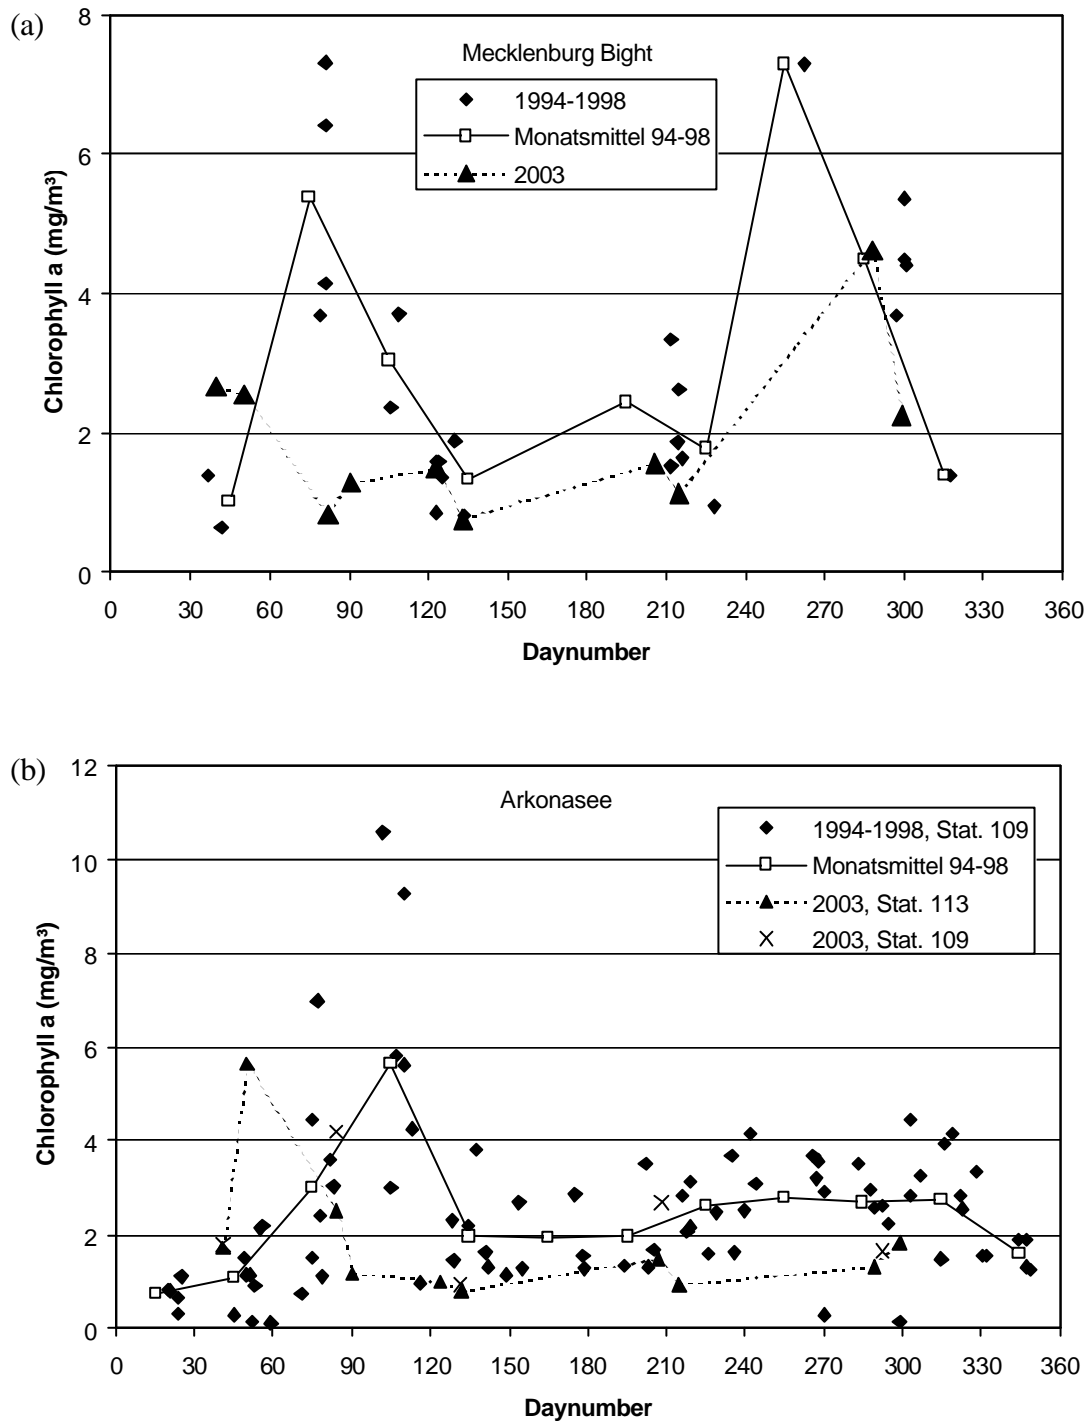 (a)
8
6
4
2
0
Chlorophyll a (mg/m³)
Mecklenburg Bight
1994-1998
Monatsmittel 94-98
2003
0 30 60 90 120 150 180 210 240 270 300 330 360
Daynumber
(b)
12
10
8
6
4
2
0
Chlorophyll a (mg/m³)
Arkonasee
1994-1998, Stat. 109
Monatsmittel 94-98
2003, Stat. 113
2003, Stat. 109
0 30 60 90 120 150 180 210 240 270 300 330 360
Daynumber